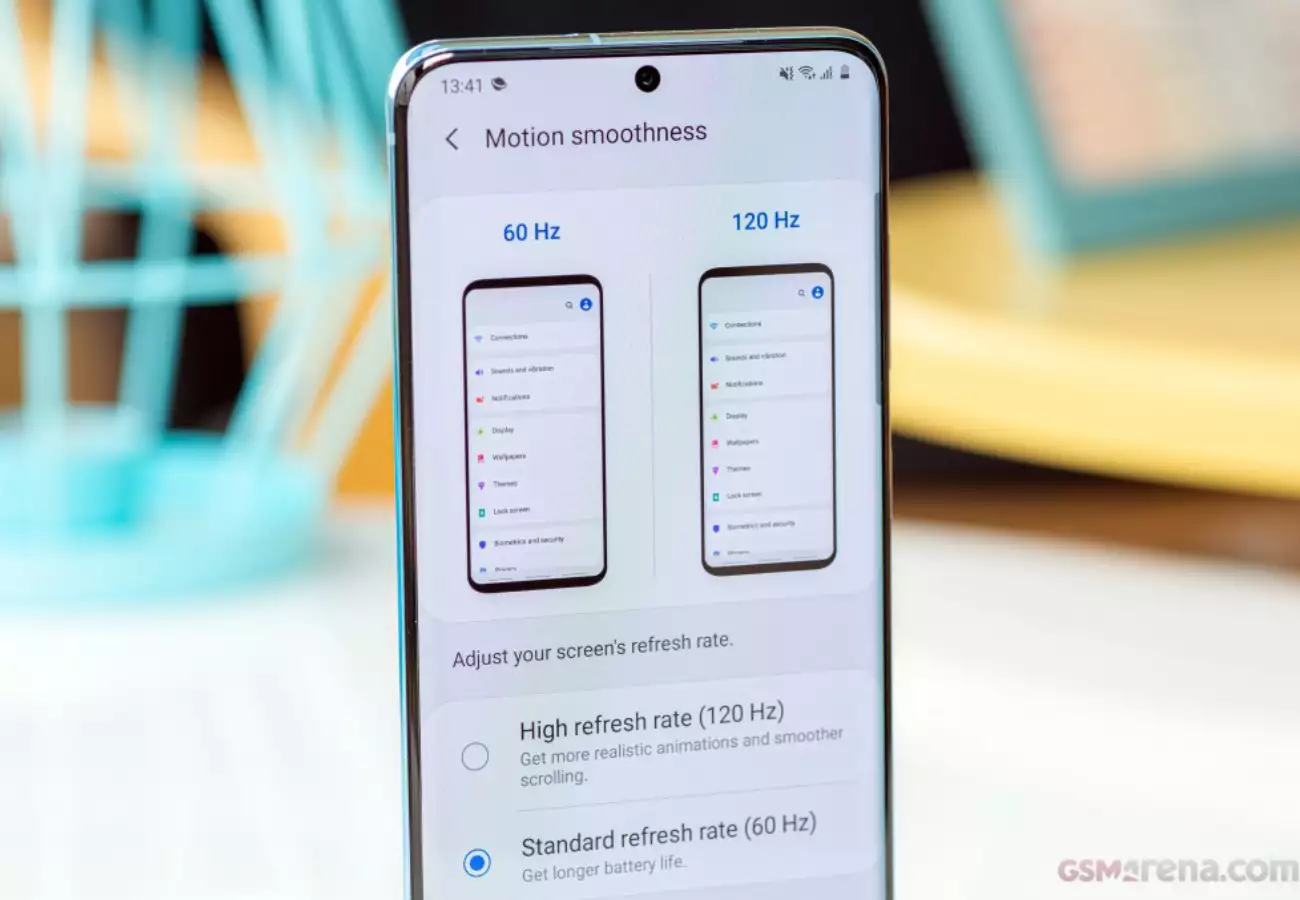 13:41
Motion smoothness
60 Hz
120 Hz
Connections
Sounds and vibration
Notifications
Display
Wallpapers
Themes
Lock screen
Biometrics and security
Connections
Sounds and vibration
Notifications
Display
Wallpapers
Themes
Lock screen
Biometrics and security
Adjust your screen's refresh rate.
High refresh rate (120 Hz)
Get more realistic animations and smoother
scrolling.
Standard refresh rate (60 Hz)
Get longer battery life.
GSMarena.com